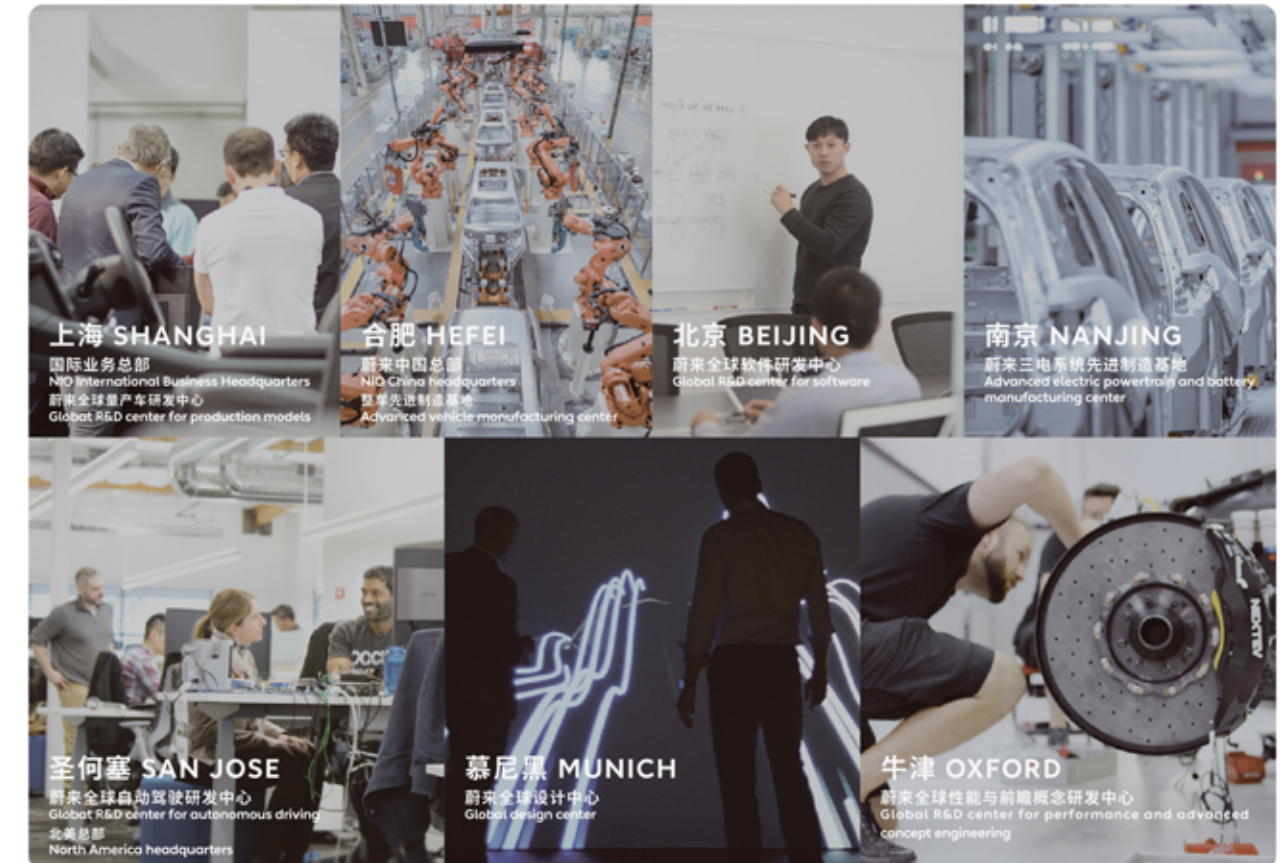 上海 SHANGHAI
国际业务总部
NIO International Business Headquarters
蔚来全球量产车研发中心
Global R&D center for production models
合肥 HEFEI
蔚来中国总部
NIO China headquarters
整车先进制造基地
Advanced vehicle manufacturing center
北京 BEIJING
蔚来全球软件研发中心
Global R&D center for software
南京 NANJING
蔚来三电系统先进制造基地
Advanced electric powertrain and battery
manufacturing center
圣何塞 SAN JOSE
蔚来全球自动驾驶研发中心
Global R&D center for autonomous driving
北美总部
North America headquarters
慕尼黑 MUNICH
蔚来全球设计中心
Global design center
NEXTEV
牛津 OXFORD
蔚来全球性能与前瞻概念研发中心
Global R&D center for performance and advanced
concept engineering